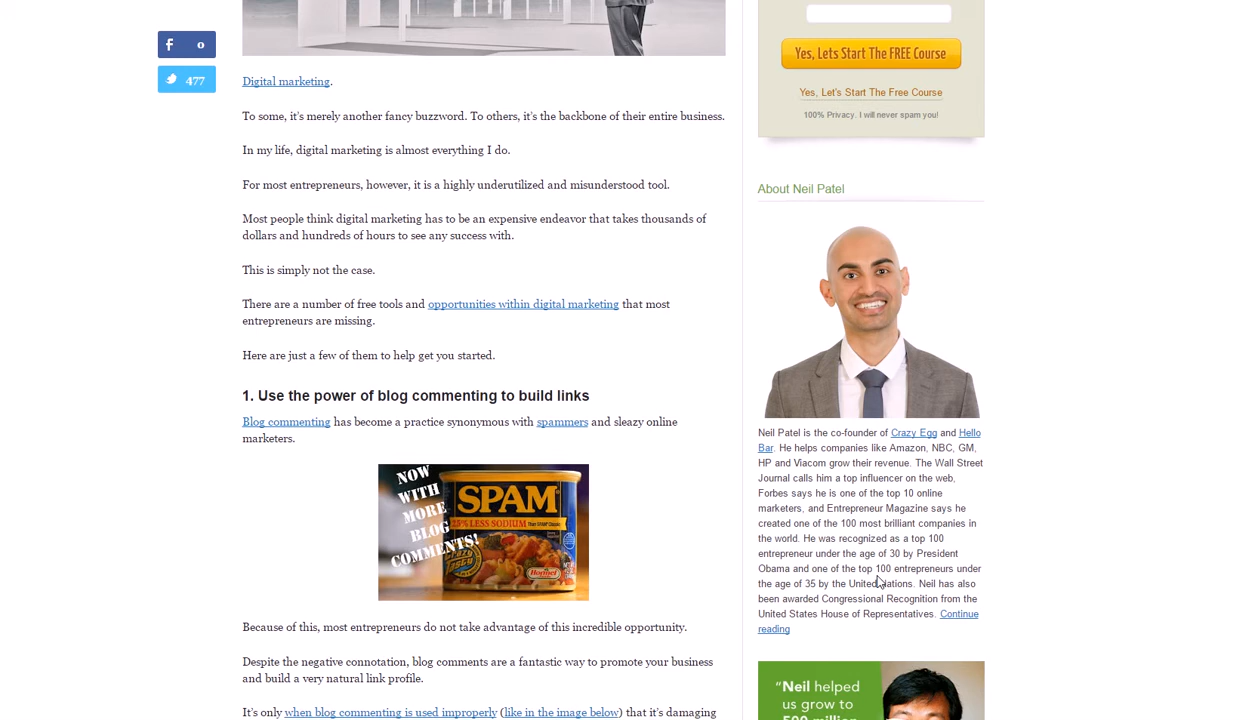 0
477
Digital marketing.
To some, it's merely another fancy buzzword. To others, it's the backbone of their entire business.
In my life, digital marketing is almost everything I do.
For most entrepreneurs, however, it is a highly underutilized and misunderstood tool.
Most people think digital marketing has to be an expensive endeavor that takes thousands of
dollars and hundreds of hours to see any success with.
This is simply not the case.
There are a number of free tools and opportunities within digital marketing that most
entrepreneurs are missing.
Here are just a few of them to help get you started.
1. Use the power of blog commenting to build links
Blog commenting has become a practice synonymous with spammers and sleazy online
marketers.
NOW
WITH
MORE
BLOG
COMMENTS!
SPAM
25% LESS SODIUM
CRAZY
TASTY
Hormel
Because of this, most entrepreneurs do not take advantage of this incredible opportunity.
Despite the negative connotation, blog comments are a fantastic way to promote your business
and build a very natural link profile.
It's only when blog commenting is used improperly (like in the image below) that it's damaging
Yes, Lets Start The FREE Course
Yes, Let's Start The Free Course
100% Privacy. I will never spam you!
About Neil Patel
Neil Patel is the co-founder of Crazy Egg and Hello
Bar. He helps companies like Amazon, NBC, GM,
HP and Viacom grow their revenue. The Wall Street
Journal calls him a top influencer on the web,
Forbes says he is one of the top 10 online
marketers, and Entrepreneur Magazine says he
created one of the 100 most brilliant companies in
the world. He was recognized as a top 100
entrepreneur under the age of 30 by President
Obama and one of the top 100 entrepreneurs under
the age of 35 by the United Nations. Neil has also
been awarded Congressional Recognition from the
United States House of Representatives. Continue
reading
"Neil helped
us grow to
500 million